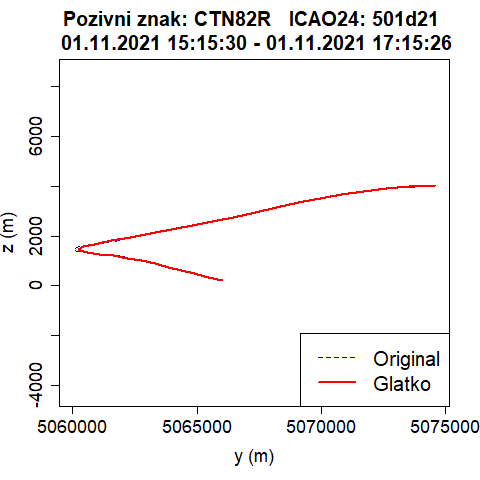 Pozivni znak: CTN82R   ICAO24: 501d21
01.11.2021 15:15:30 - 01.11.2021 17:15:26
z (m)
6000
2000
0
-4000
Original
Glatko
5060000 5065000 5070000 5075000
y (m)